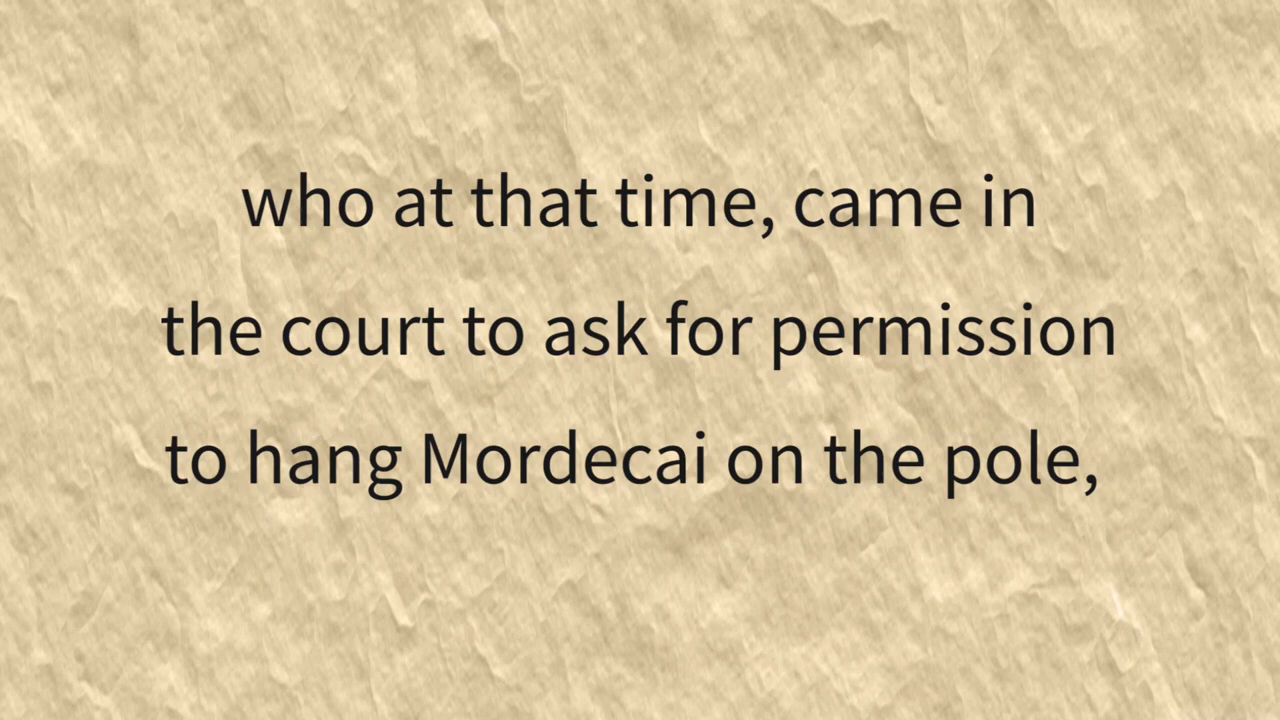 who at that time, came in
the court to ask for permission
to hang Mordecai on the pole,